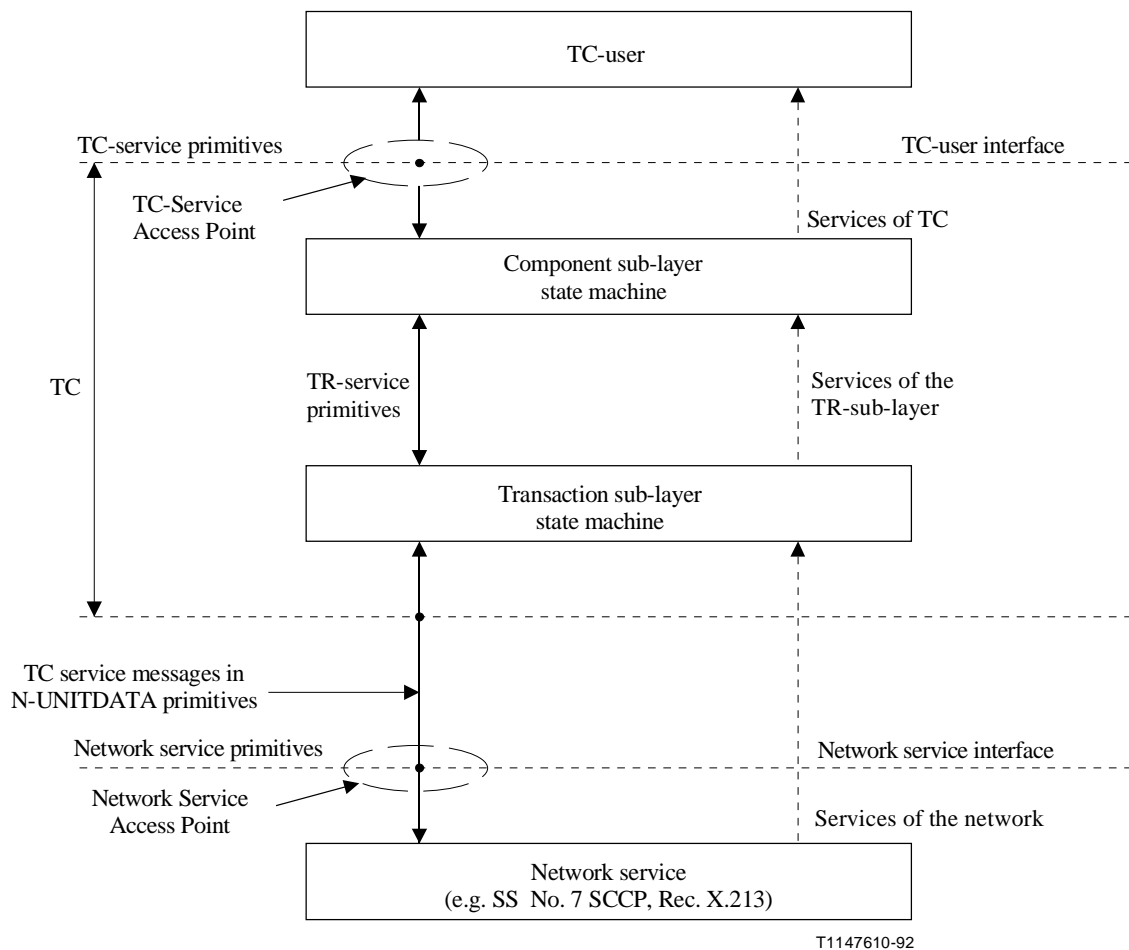 TC-user
TC-service primitives
TC-user interface
TC-Service
Access Point
Services of TC
Component sub-layer
state machine
TC
TR-service
primitives
Services of the
TR-sub-layer
Transaction sub-layer
state machine
TC service messages in
N-UNITDATA primitives
Network service primitives
Network service interface
Network Service
Access Point
Services of the network
Network service
(e.g. SS No. 7 SCCP, Rec. X.213)
T1147610-92